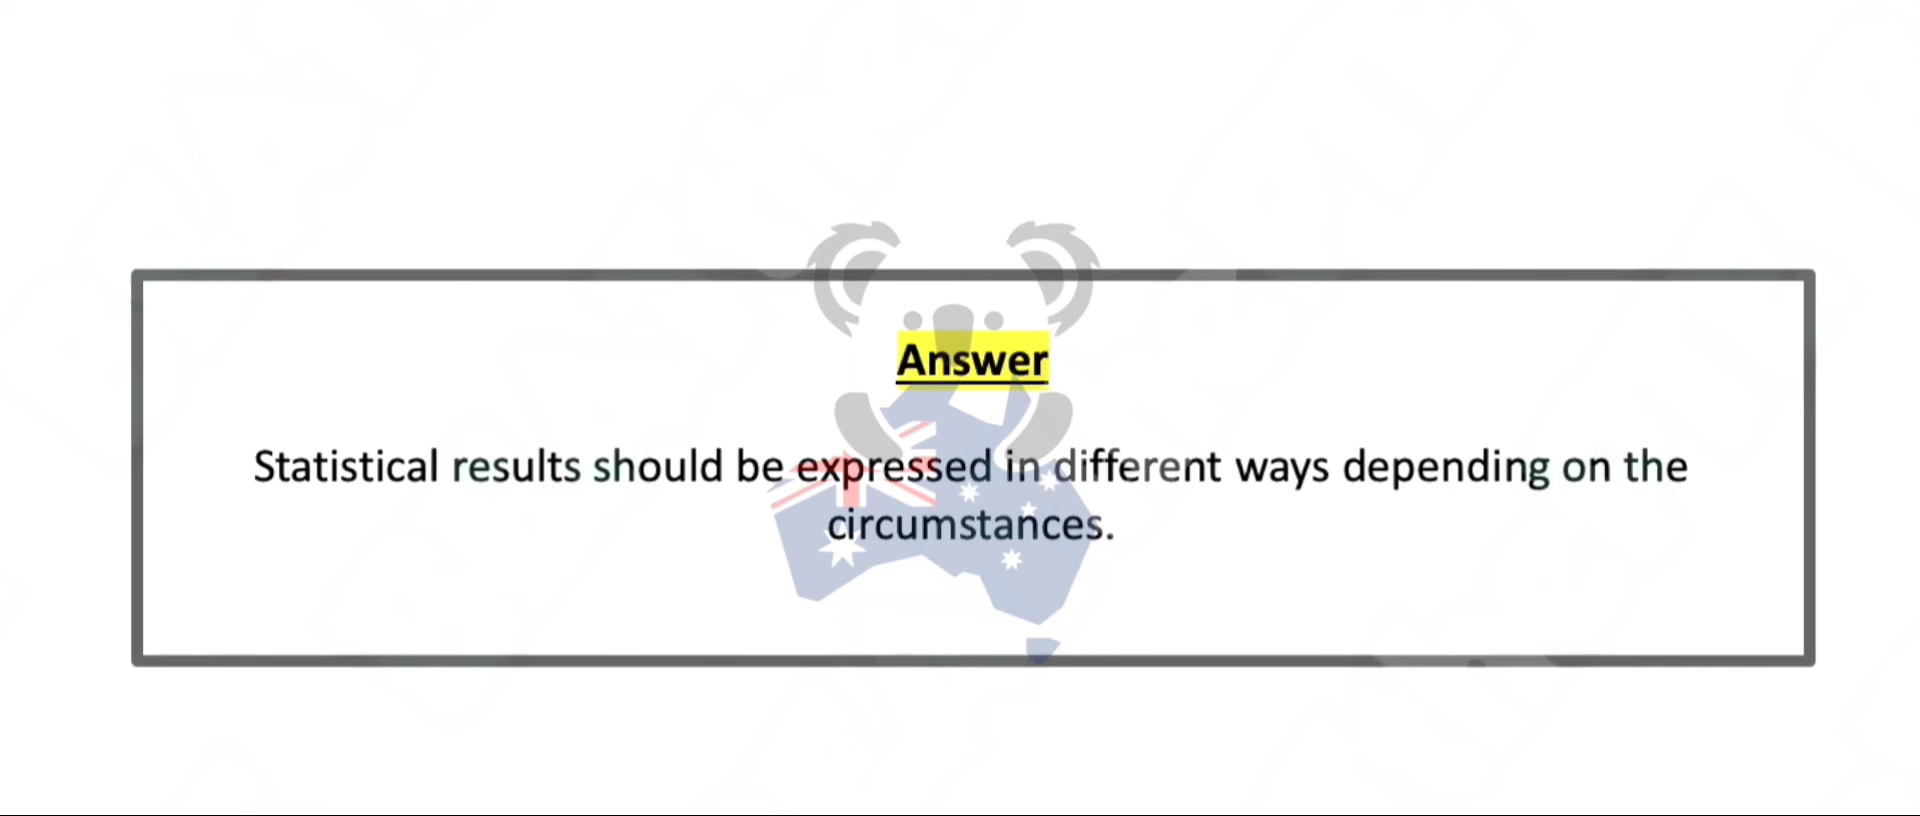 Answer
Statistical results should be expressed in different ways depending on the
circumstances.